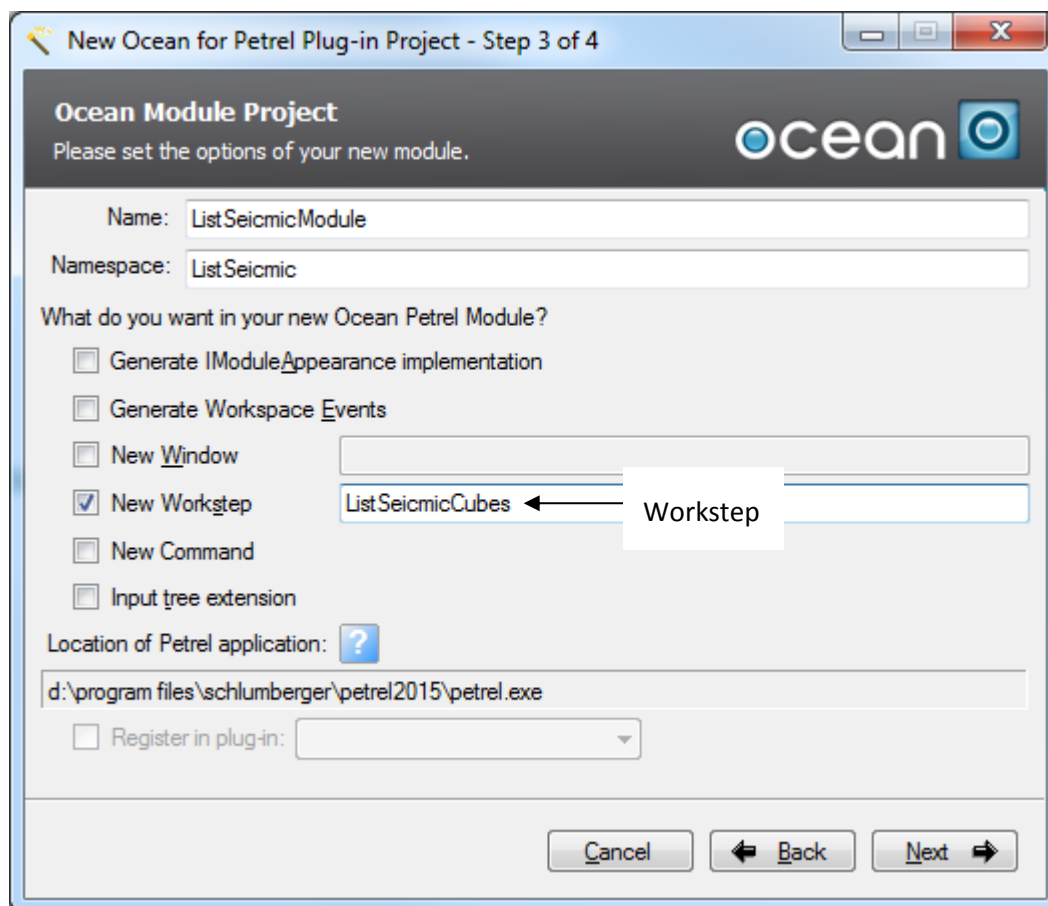 New Ocean for Petrel Plug-in Project - Step 3 of 4
Ocean Module Project
Please set the options of your new module.
ocean
Name: ListSeicmicModule
Namespace: ListSeicmic
What do you want in your new Ocean Petrel Module?
Generate IModuleAppearance implementation
Generate Workspace Events
New Window
New Workstep ListSeicmicCubes Workstep
New Command
Input tree extension
Location of Petrel application: ?
d:\program files\schlumberger\petrel2015\petrel.exe
Register in plug-in:
Cancel Back Next